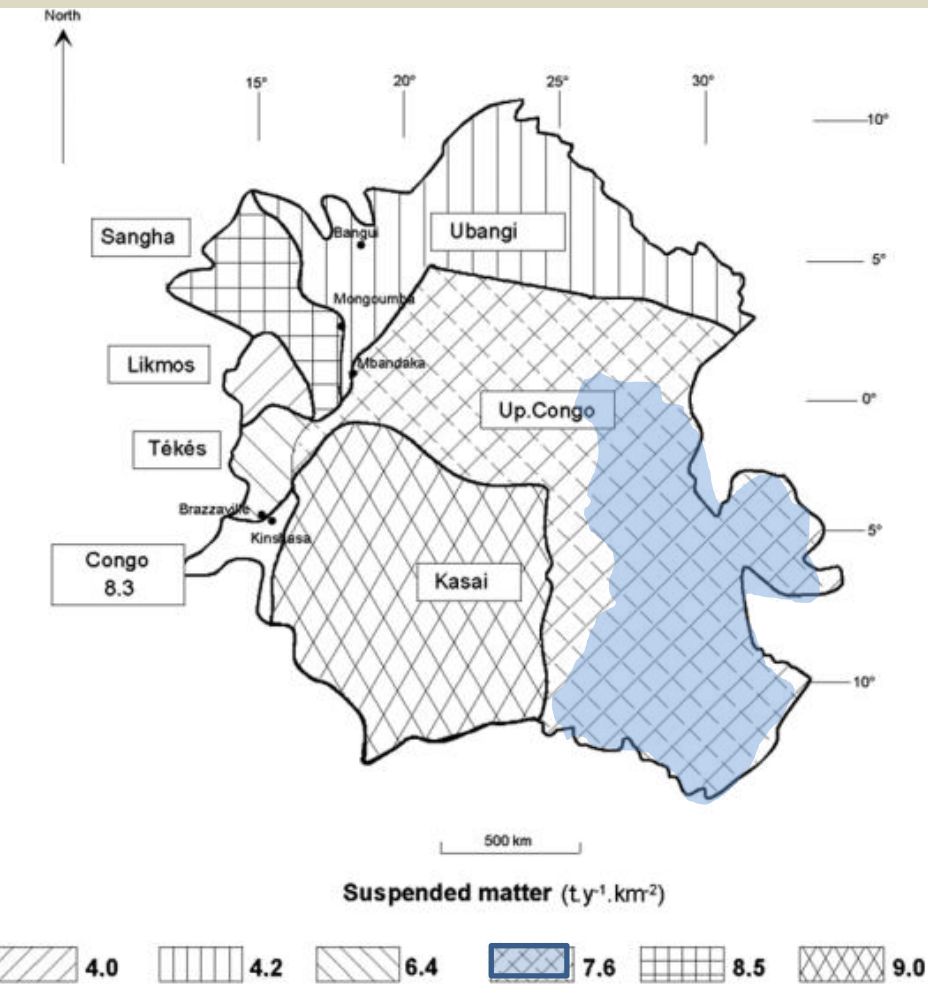 North
15°
20°
25°
30°
10°
Sangha
Bangui
Ubangi
5°
Mongoumba
Likmos
Mbandaka
Up.Congo
0°
Tékés
Brazzaville
Kinshasa
5°
Congo
8.3
Kasai
10°
500 km
Suspended matter (t.y-1.km-2)
4.0
4.2
6.4
7.6
8.5
9.0